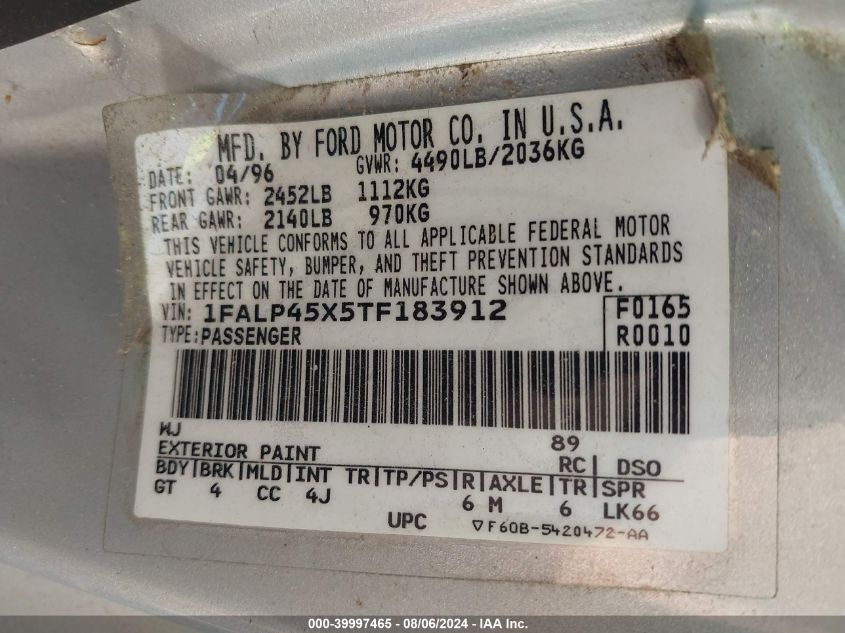 MFD. BY FORD MOTOR CO. IN U.S.A.
DATE: 04/96 GVWR: 4490LB/2036KG
FRONT GAWR: 2452LB 1112KG
REAR GAWR: 2140LB 970KG
THIS VEHICLE CONFORMS TO ALL APPLICABLE FEDERAL MOTOR
VEHICLE SAFETY, BUMPER, AND THEFT PREVENTION STANDARDS
IN EFFECT ON THE DATE OF MANUFACTURE SHOWN ABOVE.
VIN: 1FALP45X5TF183912 F0165
TYPE: PASSENGER R0010
WJ 89
EXTERIOR PAINT RC| DSO
BDY|BRK|MLD|INT TR|TP/PS|R|AXLE|TR|SPR
GT 4 CC 4J 6 M 6 LK66
UPC ▽F60B-5420472-AA
000-39997465 - 08/06/2024 - IAA Inc.